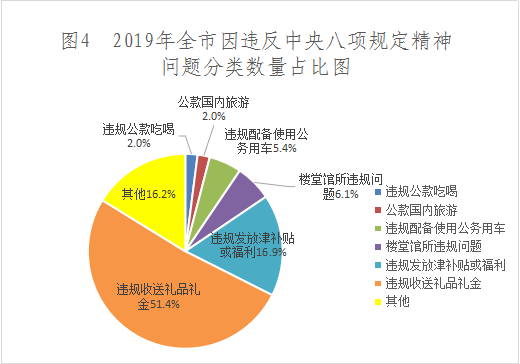 图4 2019年全市因违反中央八项规定精神
问题分类数量占比图
公款国内旅游
2.0%
违规公款吃喝
2.0%
违规配备使用公
务用车5.4%
楼堂馆所违规问
题6.1%
其他16.2%
违规发放津补贴
或福利16.9%
违规收送礼品礼
金51.4%
违规公款吃喝
公款国内旅游
违规配备使用公务用车
楼堂馆所违规问题
违规发放津补贴或福利
违规收送礼品礼金
其他